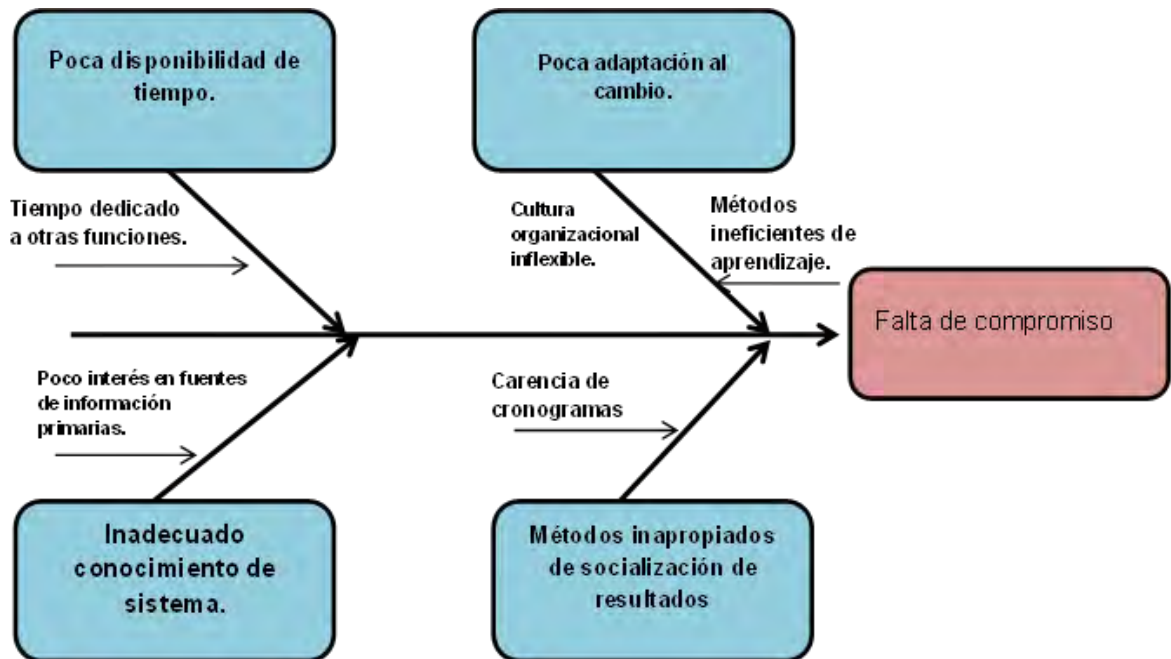 Poca disponibilidad de
tiempo.
Poca adaptación al
cambio.
Tiempo dedicado
a otras funciones.
Cultura
organizacional
inflexible.
Métodos
ineficientes de
aprendizaje.
Falta de compromiso
Poco interés en fuentes
de información
primarias.
Carencia de
cronogramas
Inadecuado
conocimiento de
sistema.
Métodos inapropiados
de socialización de
resultados